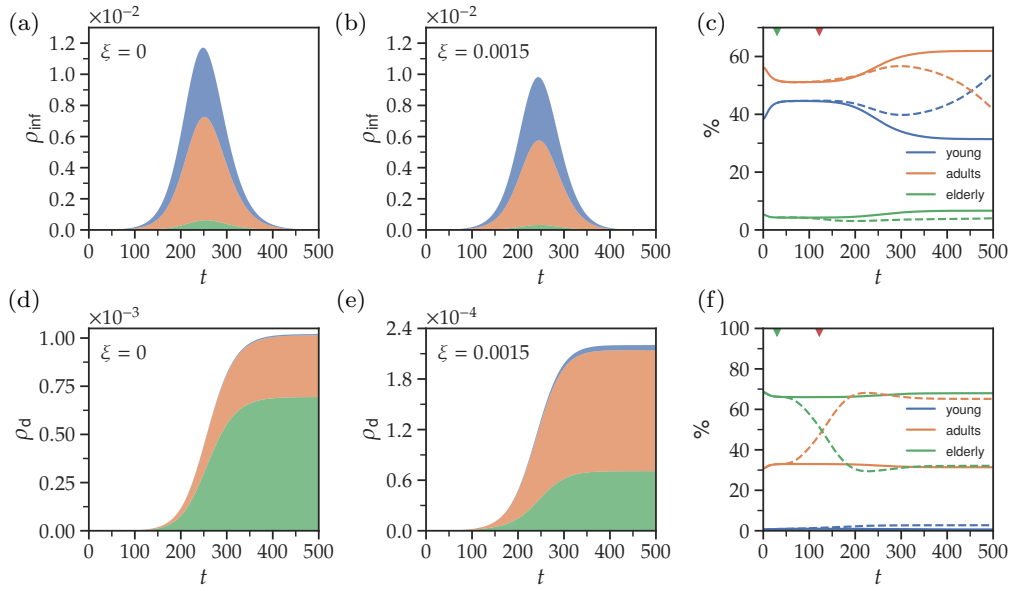 (a)
×10⁻²
ξ = 0
ρinf
1.2
1.0
0.8
0.6
0.4
0.2
0.0
0 100 200 300 400 500
t
(b)
×10⁻²
ξ = 0.0015
ρinf
1.2
1.0
0.8
0.6
0.4
0.2
0.0
0 100 200 300 400 500
t
(c)
%
60
40
20
0
young
adults
elderly
0 100 200 300 400 500
t
(d)
×10⁻³
ξ = 0
ρd
1.00
0.75
0.50
0.25
0.00
0 100 200 300 400 500
t
(e)
×10⁻⁴
ξ = 0.0015
ρd
2.4
1.8
1.2
0.6
0.0
0 100 200 300 400 500
t
(f)
%
100
80
60
40
20
0
young
adults
elderly
0 100 200 300 400 500
t